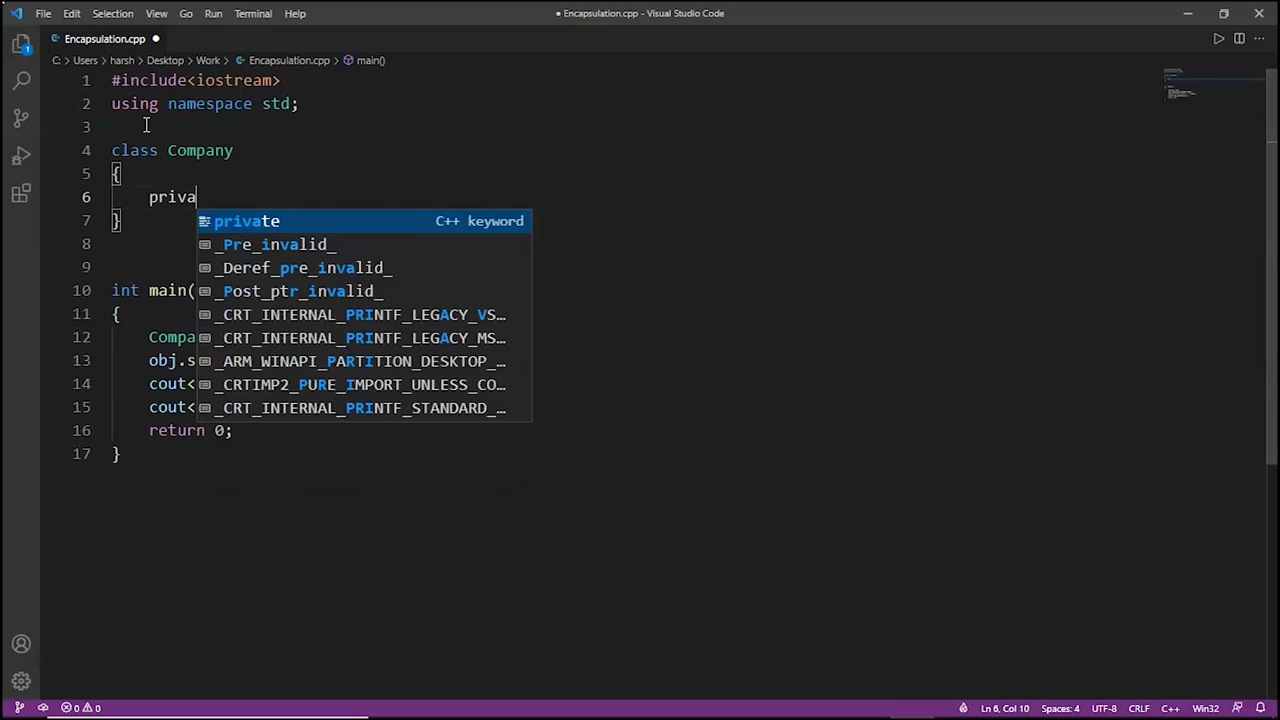 File Edit Selection View Go Run Terminal Help ● Encapsulation.cpp - Visual Studio Code
Encapsulation.cpp ●
C: > Users > harsh > Desktop > Work > Encapsulation.cpp > main()
1 #include<iostream>
2 using namespace std;
3
4 class Company
5 {
6 priva
private C++ keyword
7 }
8 _Pre_invalid_
9 _Deref_pre_invalid_
10 int main(
_Post_ptr_invalid_
11 {
_CRT_INTERNAL_PRINTF_LEGACY_VS…
12 Compa
_CRT_INTERNAL_PRINTF_LEGACY_MS…
13 obj.s
_ARM_WINAPI_PARTITION_DESKTOP_…
14 cout<
_CRTIMP2_PURE_IMPORT_UNLESS_CO…
15 cout<
_CRT_INTERNAL_PRINTF_STANDARD_…
16 return 0;
17 }
0 0 Ln 6, Col 10 Spaces: 4 UTF-8 CRLF C++ Win32